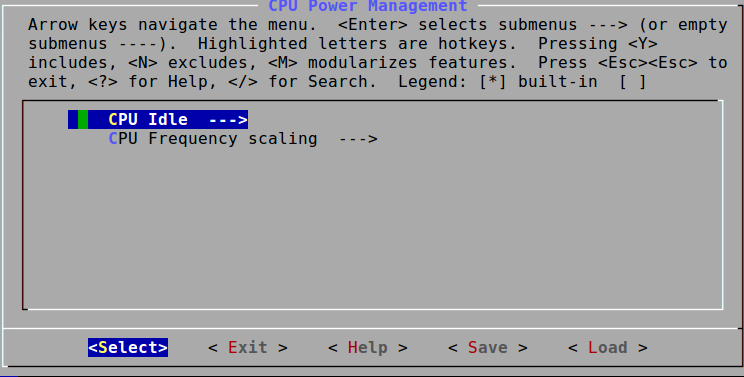 CPU Power Management
Arrow keys navigate the menu.  <Enter> selects submenus ---> (or empty
submenus ----).  Highlighted letters are hotkeys.  Pressing <Y>
includes, <N> excludes, <M> modularizes features.  Press <Esc><Esc> to
exit, <?> for Help, </> for Search.  Legend: [*] built-in  [ ]
CPU Idle  --->
CPU Frequency scaling  --->
<Select>    < Exit >    < Help >    < Save >    < Load >